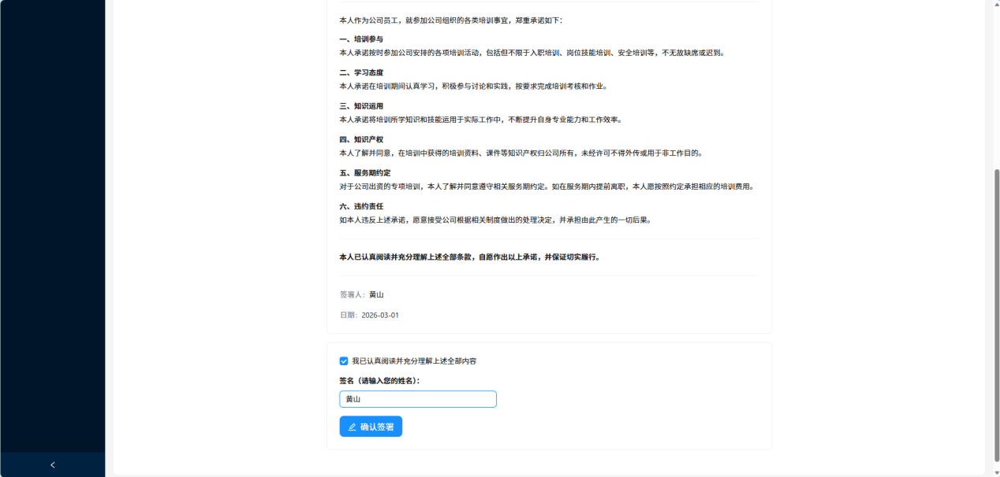 本人作为公司员工，就参加公司组织的各类培训事宜，郑重承诺如下：
一、培训参与
本人承诺按时参加公司安排的各项培训活动，包括但不限于入职培训、岗位技能培训、安全培训等，不无故缺席或迟到。
二、学习态度
本人承诺在培训期间认真学习，积极参与讨论和实践，按要求完成培训考核和作业。
三、知识运用
本人承诺将培训所学知识和技能运用于实际工作中，不断提升自身专业能力和工作效率。
四、知识产权
本人了解并同意，在培训中获得的培训资料、课件等知识产权归公司所有，未经许可不得外传或用于非工作目的。
五、服务期约定
对于公司出资的专项培训，本人了解并同意遵守相关服务期约定。如在服务期内提前离职，本人愿按照约定承担相应的培训费用。
六、违约责任
如本人违反上述承诺，愿意接受公司根据相关制度做出的处理决定，并承担由此产生的一切后果。
本人已认真阅读并充分理解上述全部条款，自愿作出以上承诺，并保证切实履行。
签署人：黄山
日期：2026-03-01
我已认真阅读并充分理解上述全部内容
签名（请输入您的姓名）：
黄山
确认签署